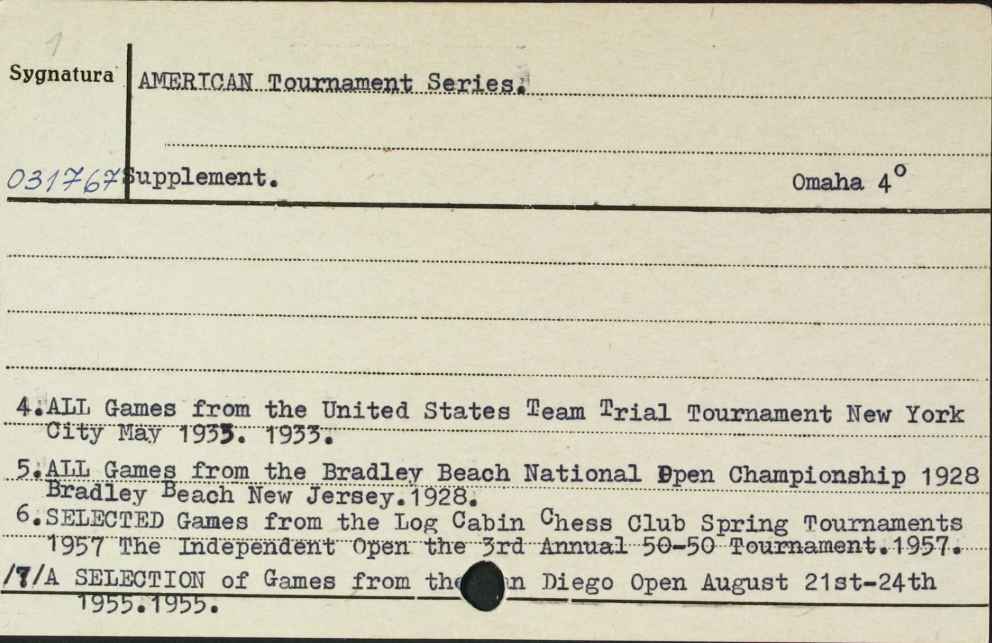 1
Sygnatura AMERICAN Tournament Series.
031767 Supplement. Omaha 4°
4. ALL Games from the United States Team Trial Tournament New York
City May 1933. 1933.
5. ALL Games from the Bradley Beach National Open Championship 1928
Bradley Beach New Jersey. 1928.
6. SELECTED Games from the Log Cabin Chess Club Spring Tournaments
1957 The Independent Open the 3rd Annual 50-50 Tournament. 1957.
/7/A SELECTION of Games from the Diego Open August 21st-24th
1955. 1955.